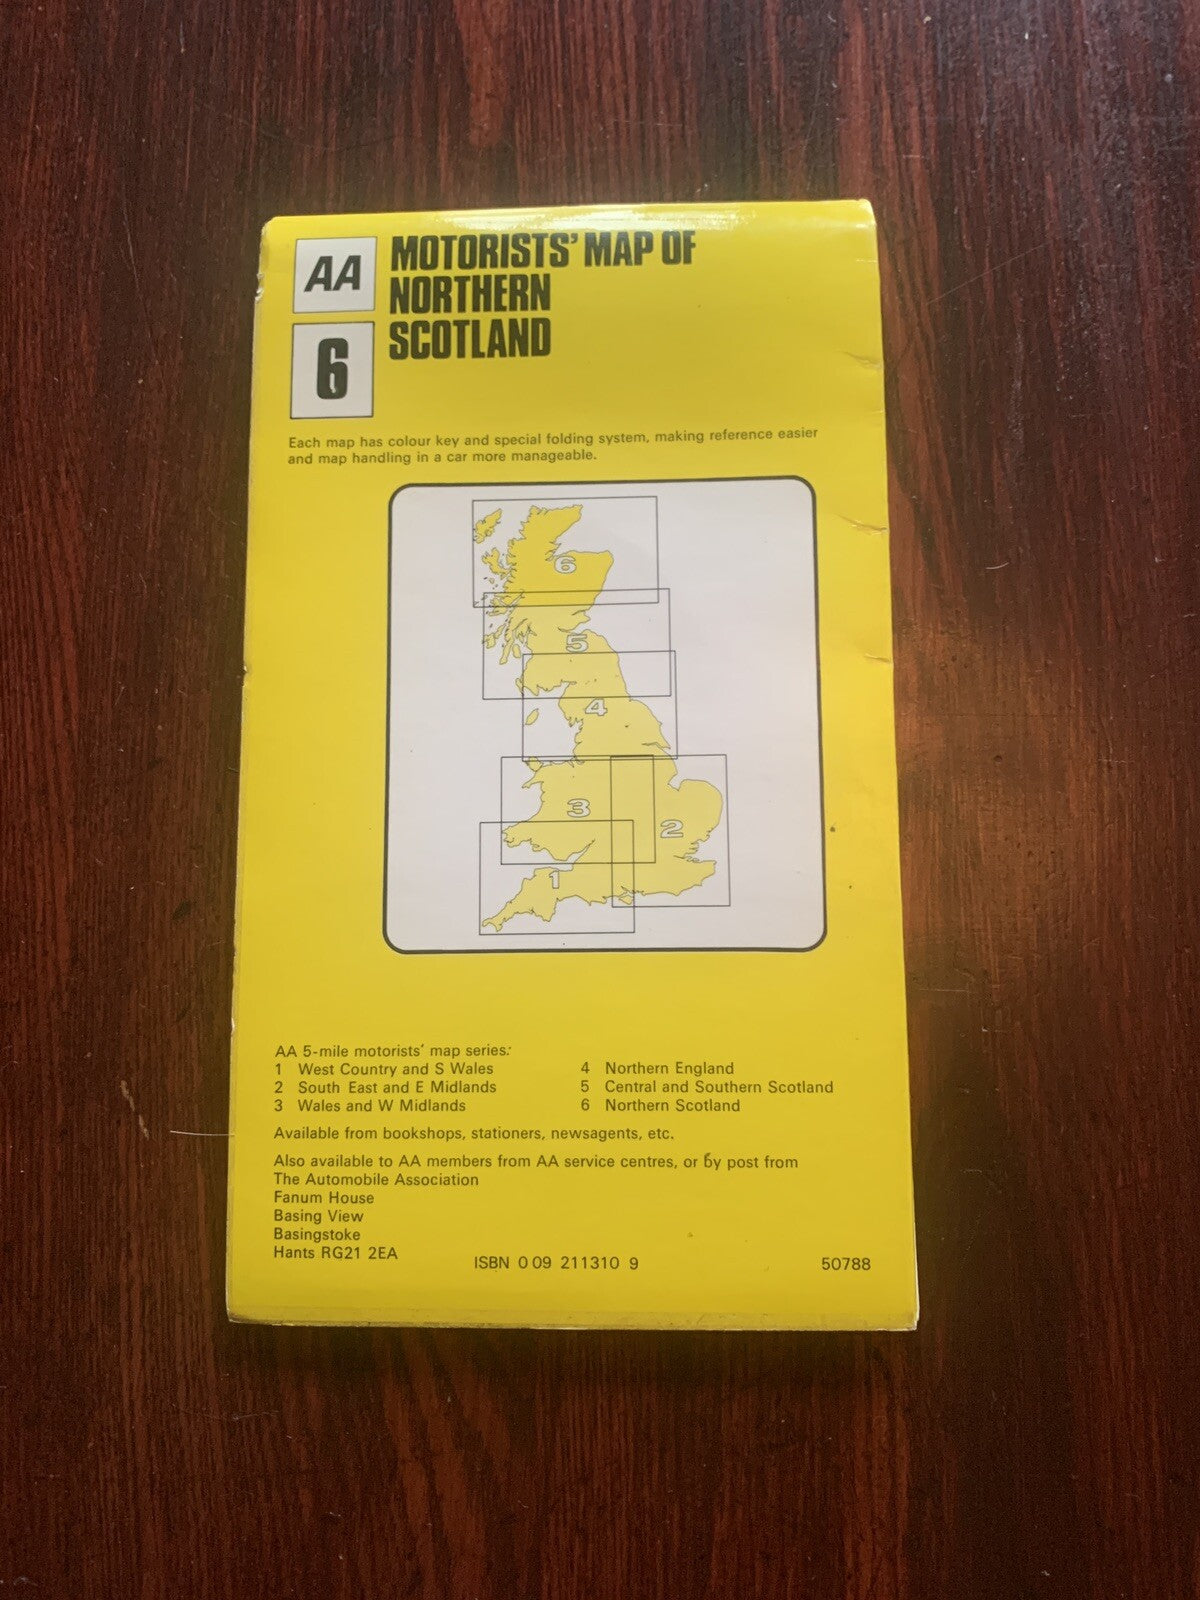 AA
MOTORISTS' MAP OF
NORTHERN
SCOTLAND
6
Each map has colour key and special folding system, making reference easier
and map handling in a car more manageable.
6
5
4
3
2
1
AA 5-mile motorists' map series:
1 West Country and S Wales
2 South East and E Midlands
3 Wales and W Midlands
4 Northern England
5 Central and Southern Scotland
6 Northern Scotland
Available from bookshops, stationers, newsagents, etc.
Also available to AA members from AA service centres, or by post from
The Automobile Association
Fanum House
Basing View
Basingstoke
Hants RG21 2EA
ISBN 0 09 211310 9
50788